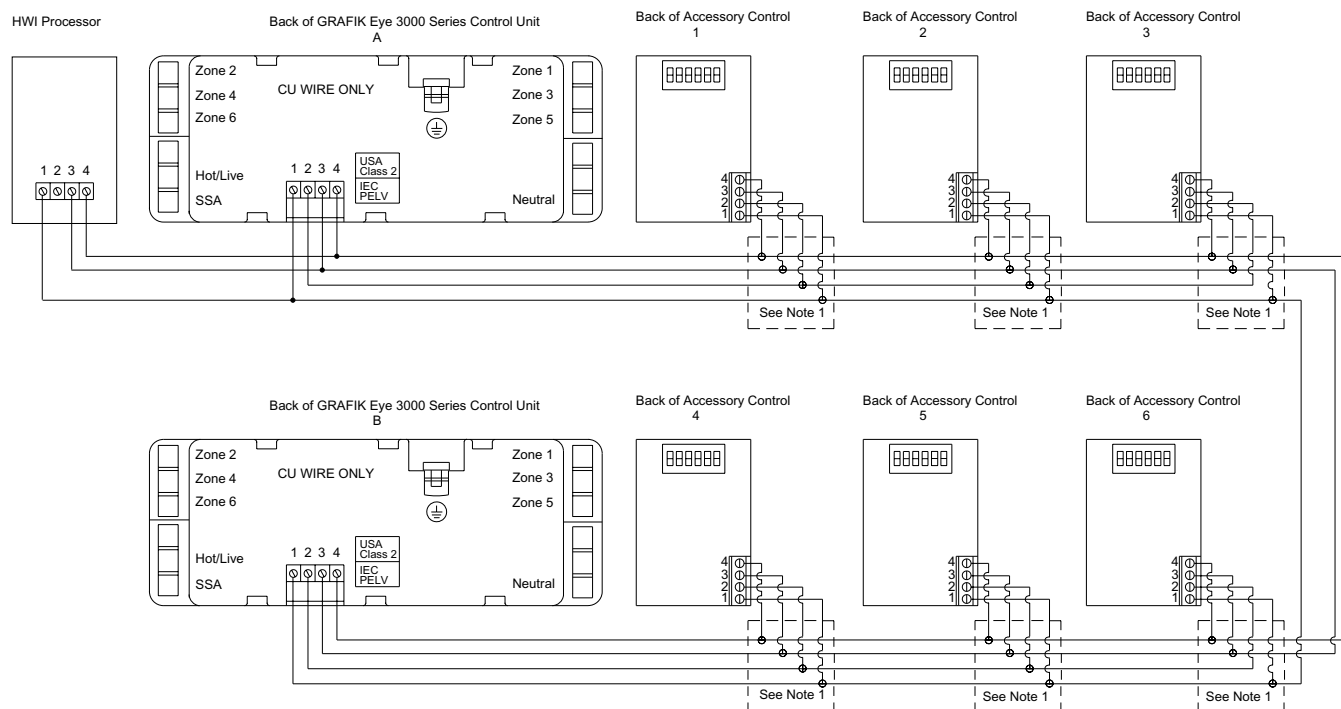 HWI Processor
Back of GRAFIK Eye 3000 Series Control Unit
A
Back of Accessory Control
1
Back of Accessory Control
2
Back of Accessory Control
3
Zone 2
Zone 4
Zone 6
CU WIRE ONLY
Zone 1
Zone 3
Zone 5
1 2 3 4
Hot/Live
SSA
1 2 3 4
USA
Class 2
IEC
PELV
Neutral
4
3
2
1
4
3
2
1
4
3
2
1
See Note 1
See Note 1
See Note 1
Back of GRAFIK Eye 3000 Series Control Unit
B
Back of Accessory Control
4
Back of Accessory Control
5
Back of Accessory Control
6
Zone 2
Zone 4
Zone 6
CU WIRE ONLY
Zone 1
Zone 3
Zone 5
Hot/Live
SSA
1 2 3 4
USA
Class 2
IEC
PELV
Neutral
4
3
2
1
4
3
2
1
4
3
2
1
See Note 1
See Note 1
See Note 1